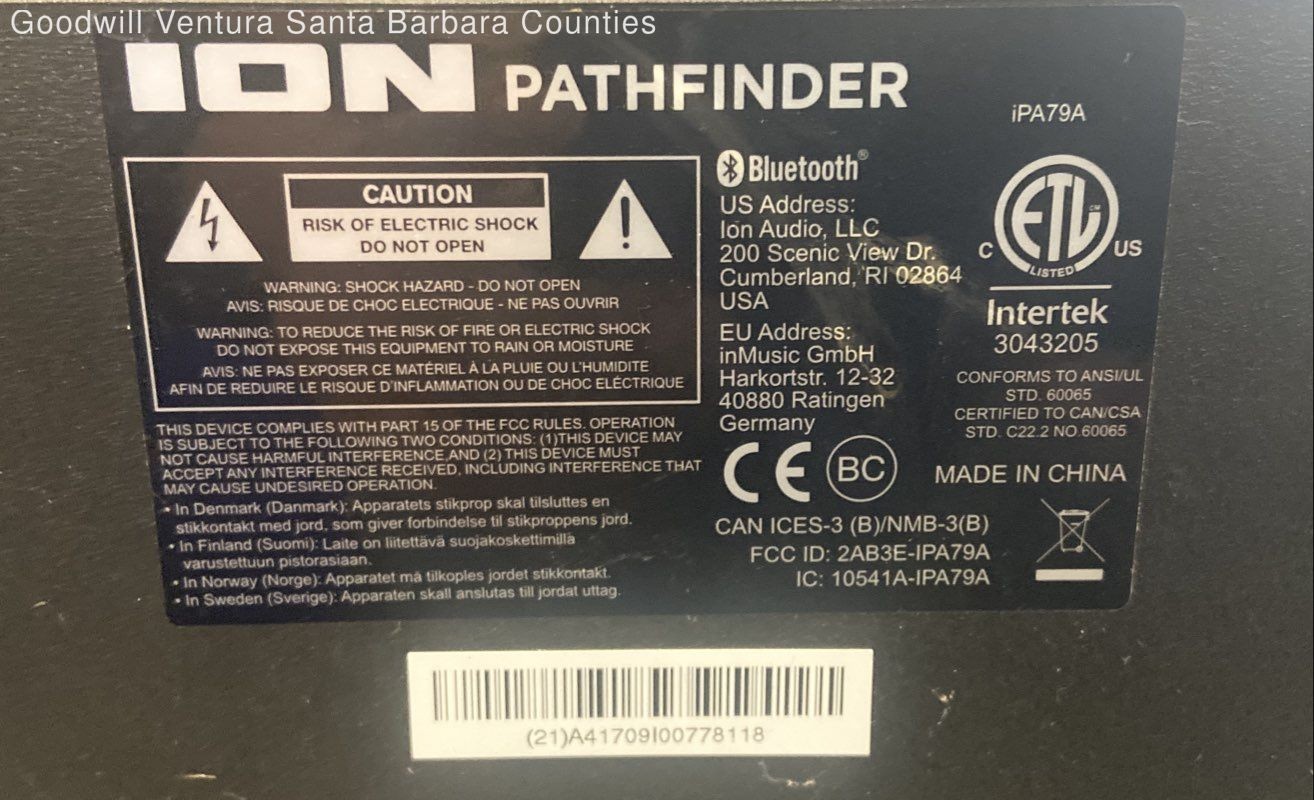 Goodwill Ventura Santa Barbara Counties
ION PATHFINDER
iPA79A
CAUTION
RISK OF ELECTRIC SHOCK
DO NOT OPEN
WARNING: SHOCK HAZARD - DO NOT OPEN
AVIS: RISQUE DE CHOC ELECTRIQUE - NE PAS OUVRIR
WARNING: TO REDUCE THE RISK OF FIRE OR ELECTRIC SHOCK
DO NOT EXPOSE THIS EQUIPMENT TO RAIN OR MOISTURE
AVIS: NE PAS EXPOSER CE MATÉRIEL À LA PLUIE OU L'HUMIDITE
AFIN DE REDUIRE LE RISQUE D'INFLAMMATION OU DE CHOC ELÉCTRIQUE
THIS DEVICE COMPLIES WITH PART 15 OF THE FCC RULES. OPERATION
IS SUBJECT TO THE FOLLOWING TWO CONDITIONS: (1)THIS DEVICE MAY
NOT CAUSE HARMFUL INTERFERENCE,AND (2) THIS DEVICE MUST
ACCEPT ANY INTERFERENCE RECEIVED, INCLUDING INTERFERENCE THAT
MAY CAUSE UNDESIRED OPERATION.
• In Denmark (Danmark): Apparatets stikprop skal tilsluttes en
stikkontakt med jord, som giver forbindelse til stikproppens jord.
• In Finland (Suomi): Laite on liitettävä suojakoskettimilla
varustettuun pistorasiaan.
• In Norway (Norge): Apparatet må tilkoples jordet stikkontakt.
• In Sweden (Sverige): Apparaten skall anslutas till jordat uttag.
Bluetooth®
US Address:
Ion Audio, LLC
200 Scenic View Dr.
Cumberland, RI 02864
USA
EU Address:
inMusic GmbH
Harkortstr. 12-32
40880 Ratingen
Germany
CE BC
CAN ICES-3 (B)/NMB-3(B)
FCC ID: 2AB3E-IPA79A
IC: 10541A-IPA79A
ETL CM
C US
LISTED
Intertek
3043205
CONFORMS TO ANSI/UL
STD. 60065
CERTIFIED TO CAN/CSA
STD. C22.2 NO.60065
MADE IN CHINA
(21)A41709I00778118